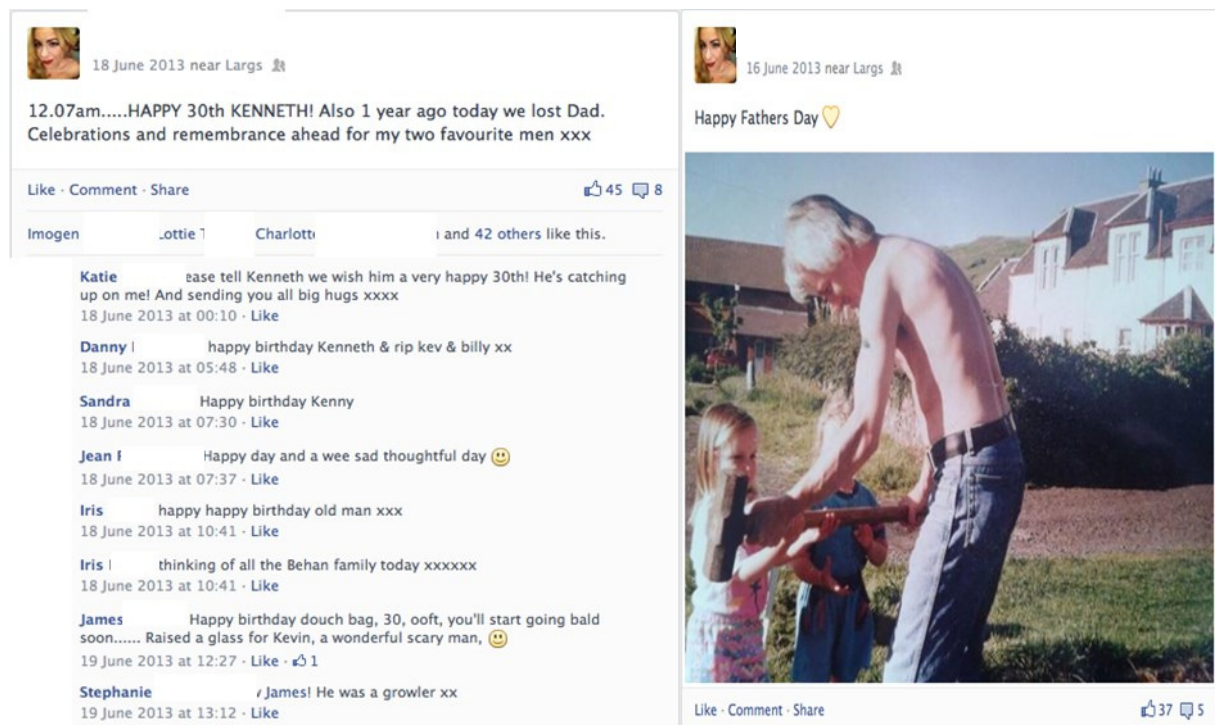 18 June 2013 near Largs
12.07am.....HAPPY 30th KENNETH! Also 1 year ago today we lost Dad.
Celebrations and remembrance ahead for my two favourite men xxx
Like · Comment · Share 45 8
Imogen Lottie Charlotte and 42 others like this.
Katie ease tell Kenneth we wish him a very happy 30th! He's catching
up on me! And sending you all big hugs xxxx
18 June 2013 at 00:10 · Like
Danny happy birthday Kenneth & rip kev & billy xx
18 June 2013 at 05:48 · Like
Sandra Happy birthday Kenny
18 June 2013 at 07:30 · Like
Jean Happy day and a wee sad thoughtful day
18 June 2013 at 07:37 · Like
Iris happy happy birthday old man xxx
18 June 2013 at 10:41 · Like
Iris thinking of all the Behan family today xxxxxx
18 June 2013 at 10:41 · Like
James Happy birthday douch bag, 30, ooft, you'll start going bald
soon...... Raised a glass for Kevin, a wonderful scary man,
19 June 2013 at 12:27 · Like · 1
Stephanie James! He was a growler xx
19 June 2013 at 13:12 · Like
16 June 2013 near Largs
Happy Fathers Day
Like · Comment · Share 37 5